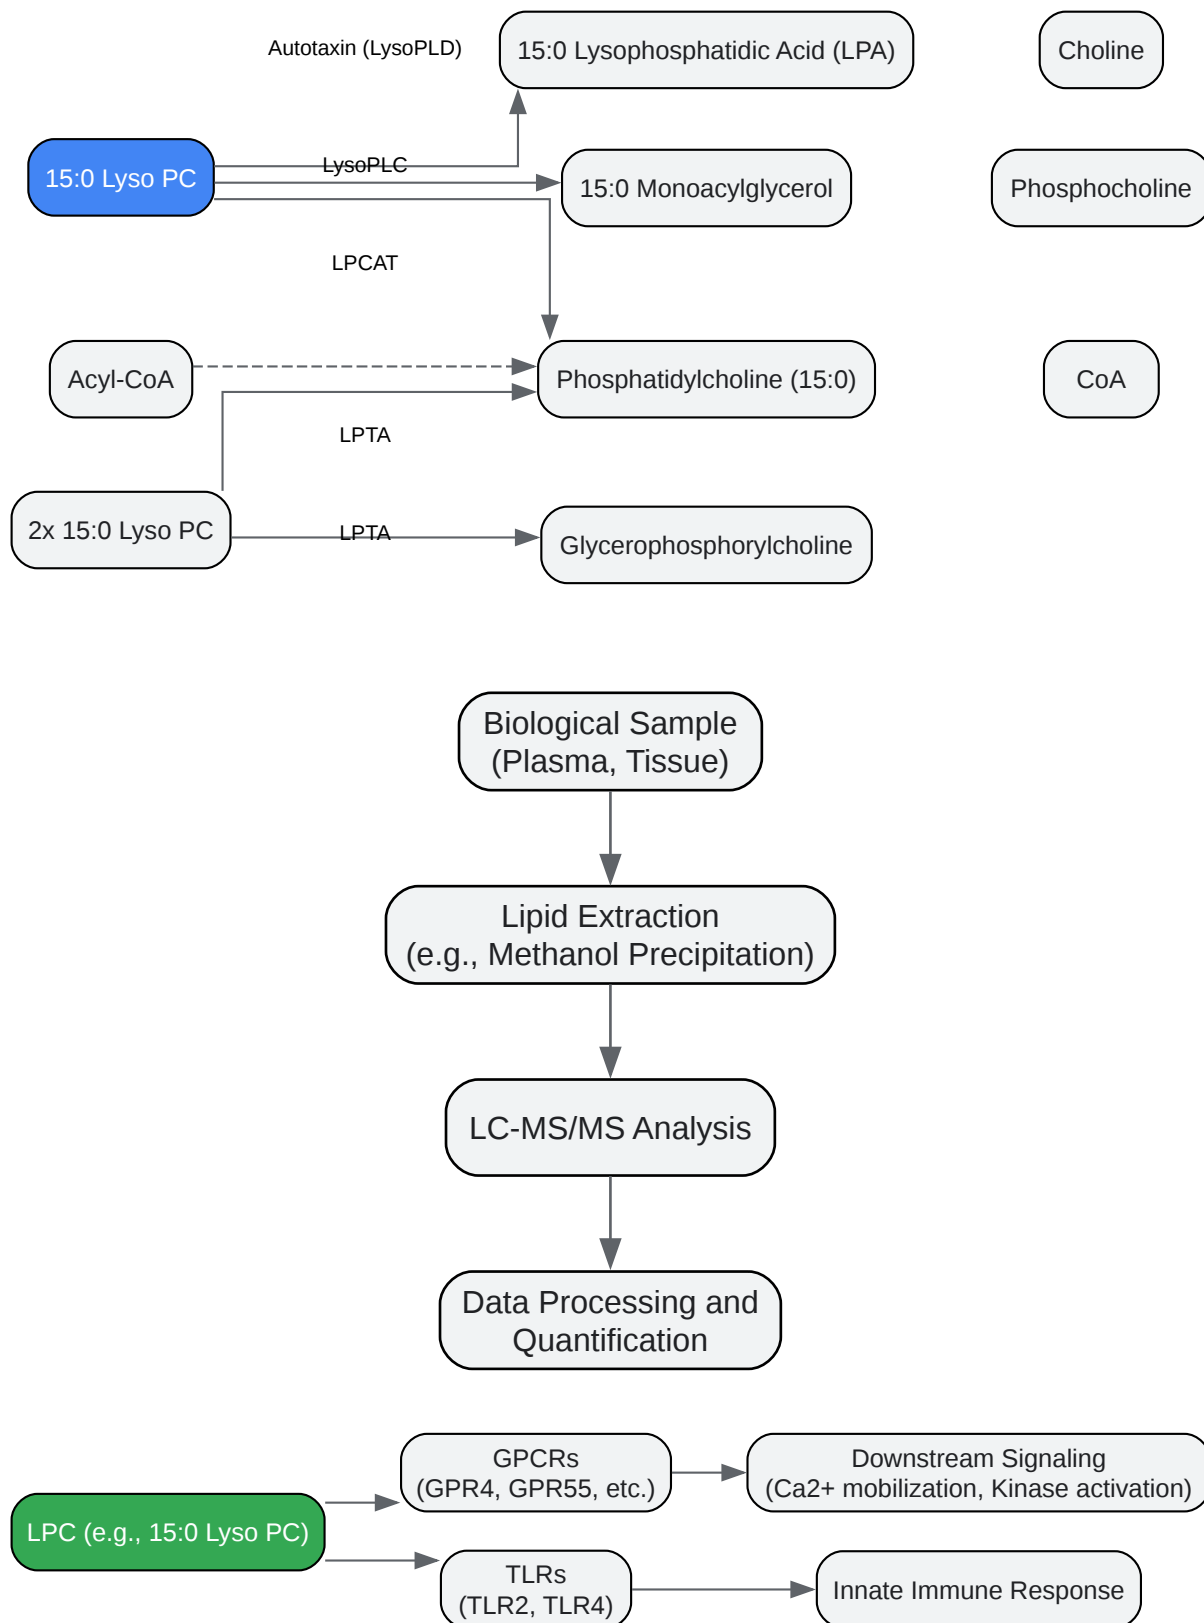 Autotaxin (LysoPLD)
15:0 Lysophosphatidic Acid (LPA)
Choline
15:0 Lyso PC
LysoPLC
15:0 Monoacylglycerol
Phosphocholine
LPCAT
Acyl-CoA
Phosphatidylcholine (15:0)
CoA
LPTA
2x 15:0 Lyso PC
LPTA
Glycerophosphorylcholine
Biological Sample
(Plasma, Tissue)
Lipid Extraction
(e.g., Methanol Precipitation)
LC-MS/MS Analysis
Data Processing and
Quantification
GPCRs
(GPR4, GPR55, etc.)
Downstream Signaling
(Ca2+ mobilization, Kinase activation)
LPC (e.g., 15:0 Lyso PC)
TLRs
(TLR2, TLR4)
Innate Immune Response